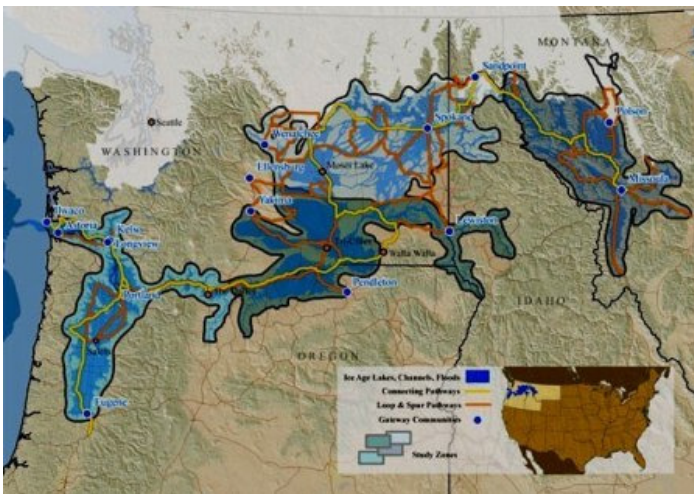 MONTANA
Sandpoint
Seattle
Spokane
Polson
Wenatchee
WASHINGTON
Ellensburg
Moses Lake
Missoula
Yakima
Ilwaco
Astoria
Kelso
Longview
Lewiston
Tri-Cities
Walla Walla
Portland
Pendleton
IDAHO
Salem
OREGON
Eugene
Ice Age Lakes, Channels, Floods
Connecting Pathways
Loop & Spur Pathways
Gateway Communities
Study Zones